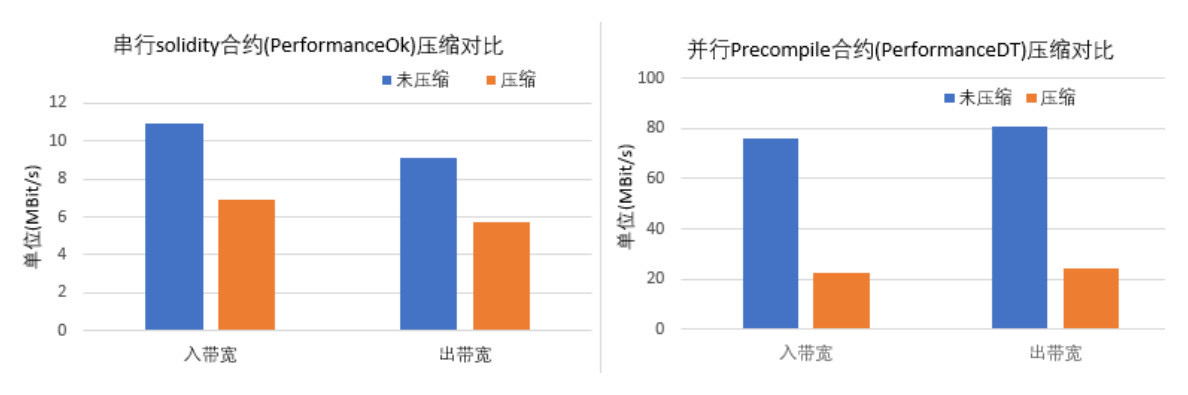 串行solidity合约(PerformanceOk)压缩对比
未压缩 压缩
单位(MBit/s)
12
10
8
6
4
2
0
入带宽 出带宽
并行Precompile合约(PerformanceDT)压缩对比
未压缩 压缩
单位(MBit/s)
100
80
60
40
20
0
入带宽 出带宽